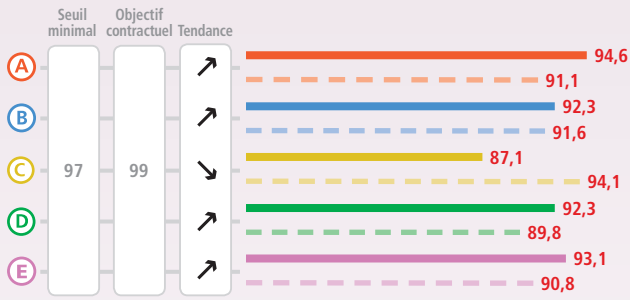 Seuil minimal
Objectif contractuel
Tendance
A
94,6
91,1
B
92,3
91,6
97
99
C
87,1
94,1
D
92,3
89,8
E
93,1
90,8